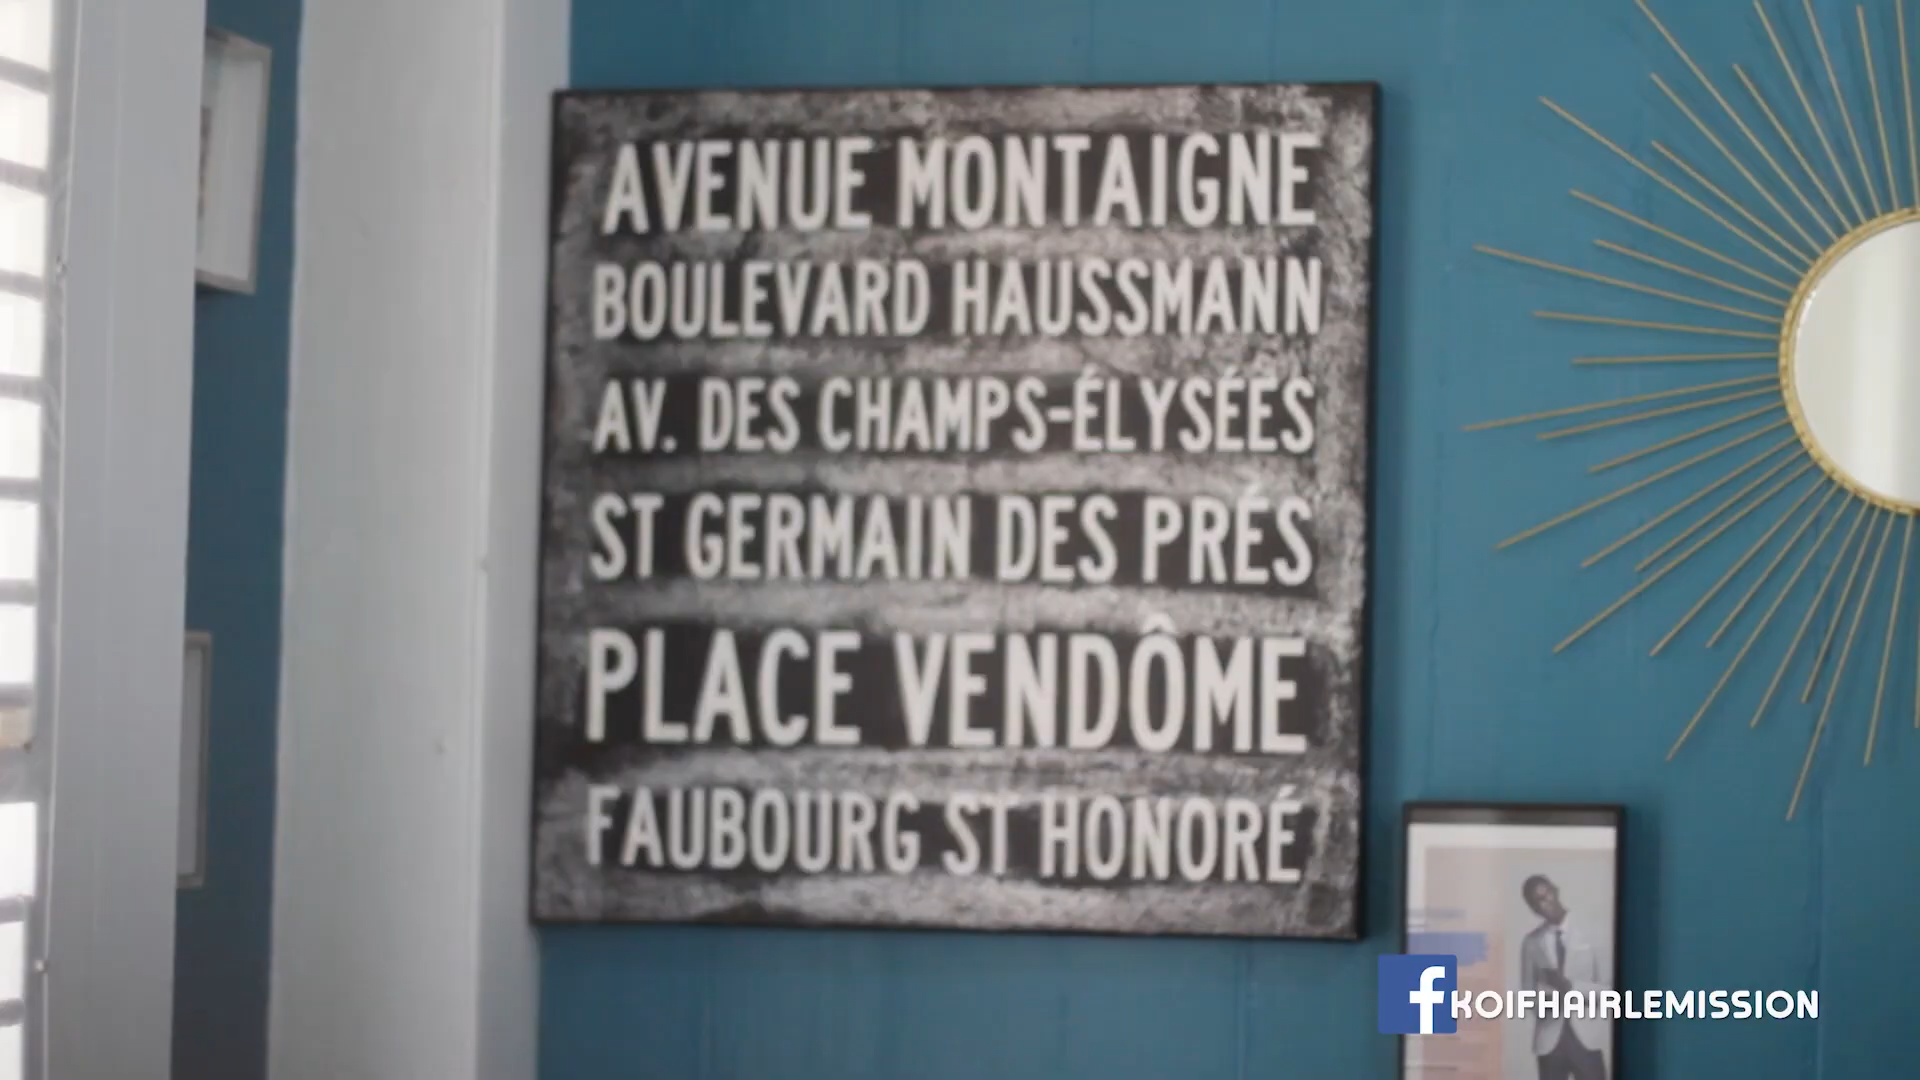 AVENUE MONTAIGNE
BOULEVARD HAUSSMANN
AV. DES CHAMPS-ÉLYSÉES
ST GERMAIN DES PRÉS
PLACE VENDÔME
FAUBOURG ST HONORÉ
f KOIFHAIRLEMISSION